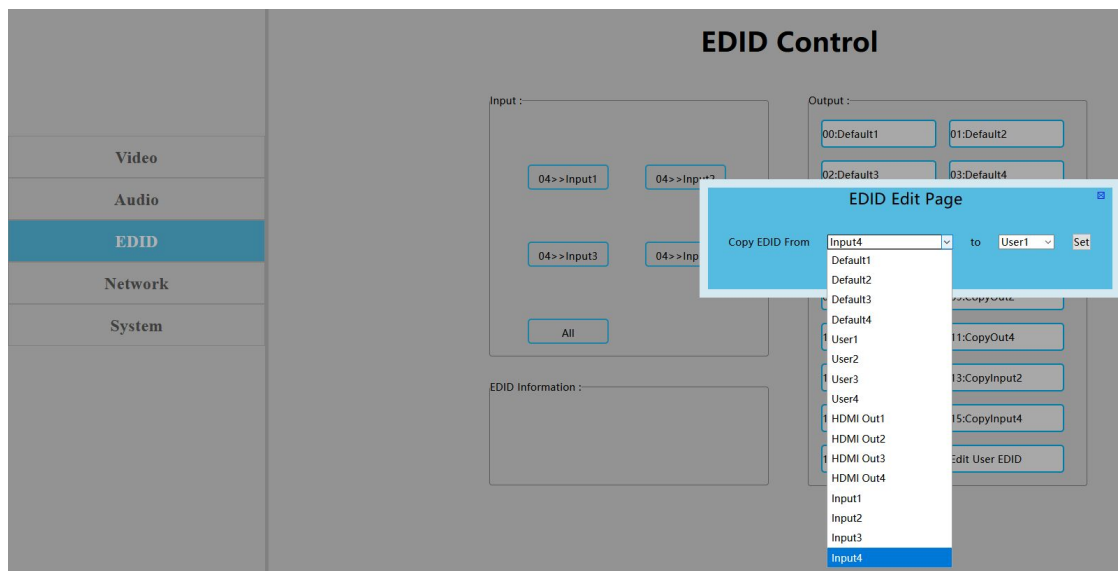 EDID Control
Video
Audio
EDID
Network
System
Input :
04>>Input1
04>>Input3
All
EDID Information :
Output :
00:Default1
01:Default2
02:Default3
03:Default4
11:CopyOut4
13:CopyInput2
15:CopyInput4
Edit User EDID
EDID Edit Page
Copy EDID From
Input4
to
User1
Set
Default1
Default2
Default3
Default4
User1
User2
User3
User4
HDMI Out1
HDMI Out2
HDMI Out3
HDMI Out4
Input1
Input2
Input3
Input4